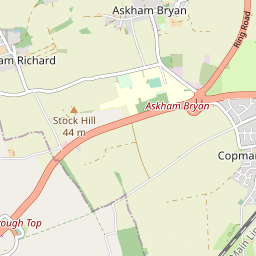 Askham Bryan
Ring Road
am Richard
Stock Hill
44 m
Askham Bryan
Copman
rough Top
Main Lin